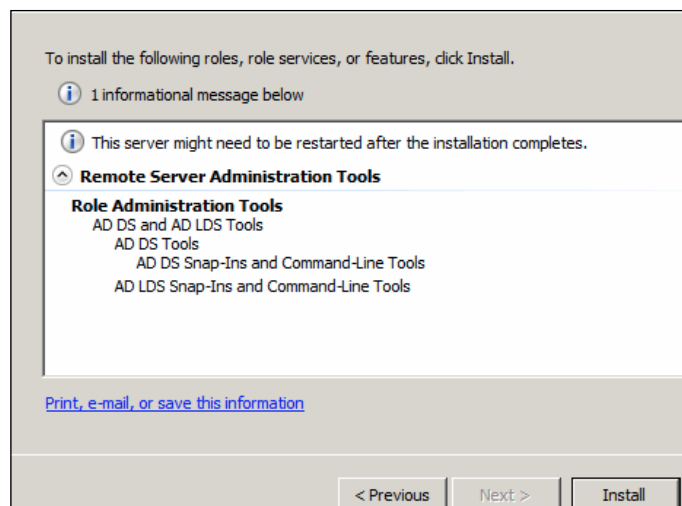 To install the following roles, role services, or features, click Install.
1 informational message below
This server might need to be restarted after the installation completes.
Remote Server Administration Tools
Role Administration Tools
AD DS and AD LDS Tools
AD DS Tools
AD DS Snap-Ins and Command-Line Tools
AD LDS Snap-Ins and Command-Line Tools
Print, e-mail, or save this information
< Previous Next > Install